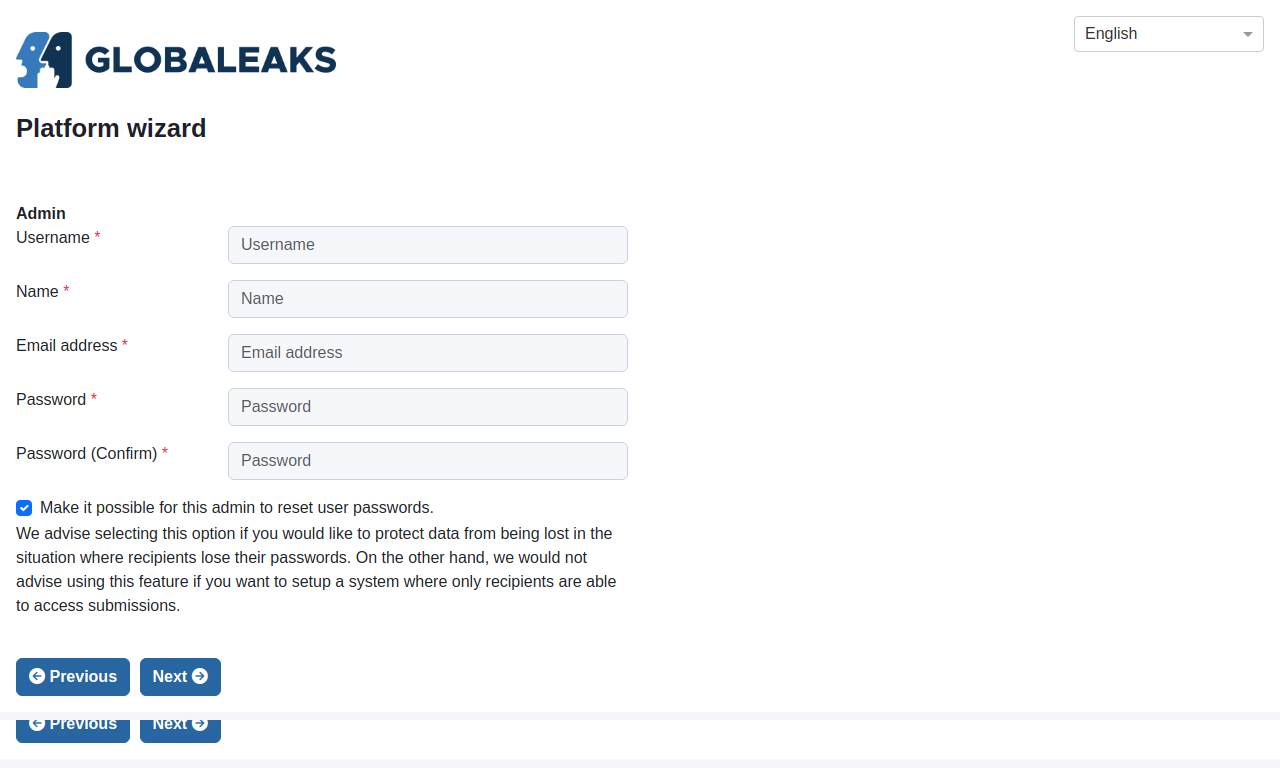 GLOBALEAKS
English
Platform wizard
Admin
Username *
Username
Name *
Name
Email address *
Email address
Password *
Password
Password (Confirm) *
Password
Make it possible for this admin to reset user passwords.
We advise selecting this option if you would like to protect data from being lost in the
situation where recipients lose their passwords. On the other hand, we would not
advise using this feature if you want to setup a system where only recipients are able
to access submissions.
Previous Next
Previous Next